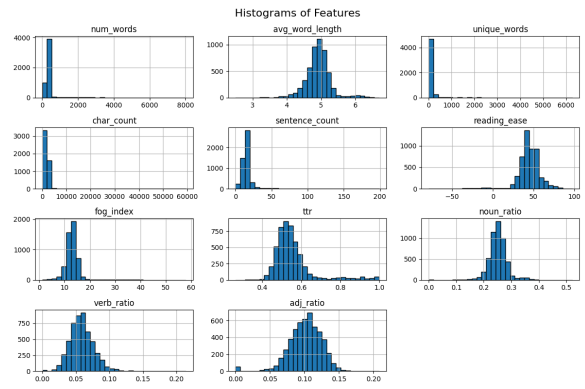 Histograms of Features
num_words avg_word_length unique_words
4000 2000 0
0 2000 4000 6000 8000
1000 500 0
3 4 5 6
4000 2000 0
0 1000 2000 3000 4000 5000 6000
char_count sentence_count reading_ease
3000 2000 1000 0
0 10000 20000 30000 40000 50000 60000
2000 1000 0
0 50 100 150 200
1000 500 0
−50 0 50 100
fog_index ttr noun_ratio
2000 1000 0
0 10 20 30 40 50 60
750 500 250 0
0.4 0.6 0.8 1.0
1000 500 0
0.0 0.1 0.2 0.3 0.4 0.5
verb_ratio adj_ratio
750 500 250 0
0.00 0.05 0.10 0.15 0.20
600 400 200 0
0.00 0.05 0.10 0.15 0.20